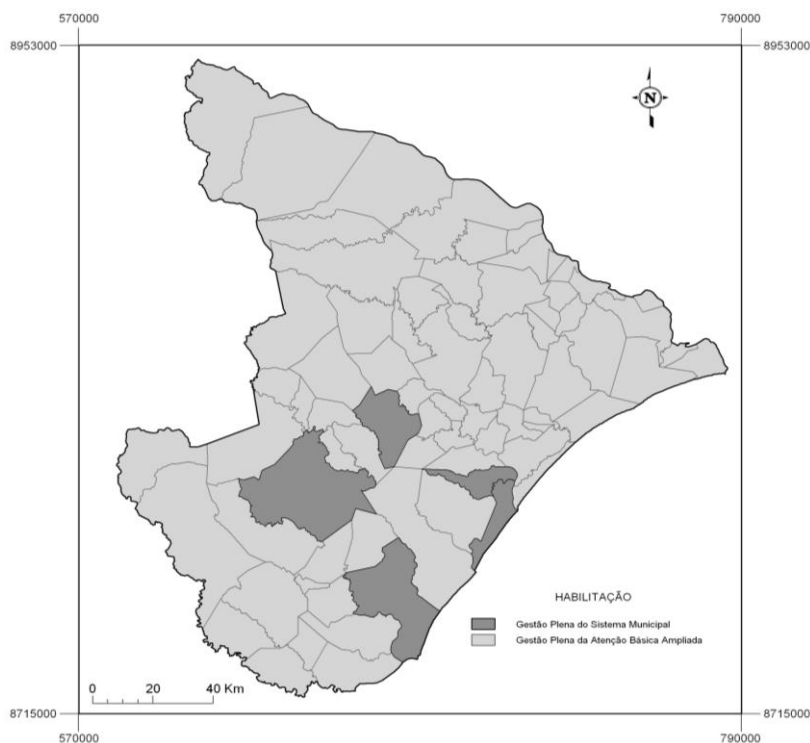 570000
790000
8953000
8953000
N
HABILITAÇÃO
Gestão Plena do Sistema Municipal
Gestão Plena da Atenção Básica Ampliada
0 20 40 Km
8715000
8715000
570000
790000